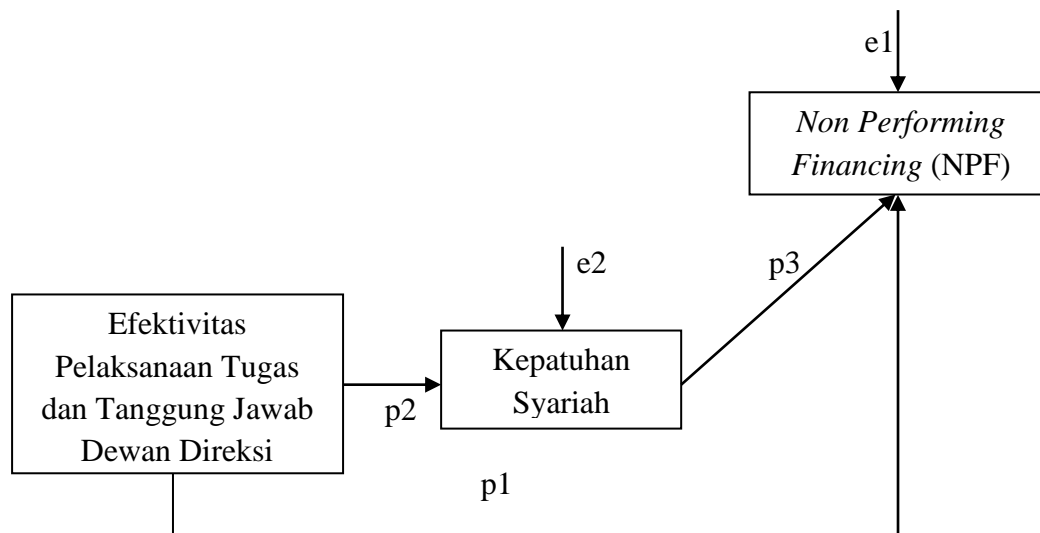 e1
Non Performing
Financing (NPF)
e2
p3
Efektivitas
Pelaksanaan Tugas
dan Tanggung Jawab
Dewan Direksi
p2
Kepatuhan
Syariah
p1